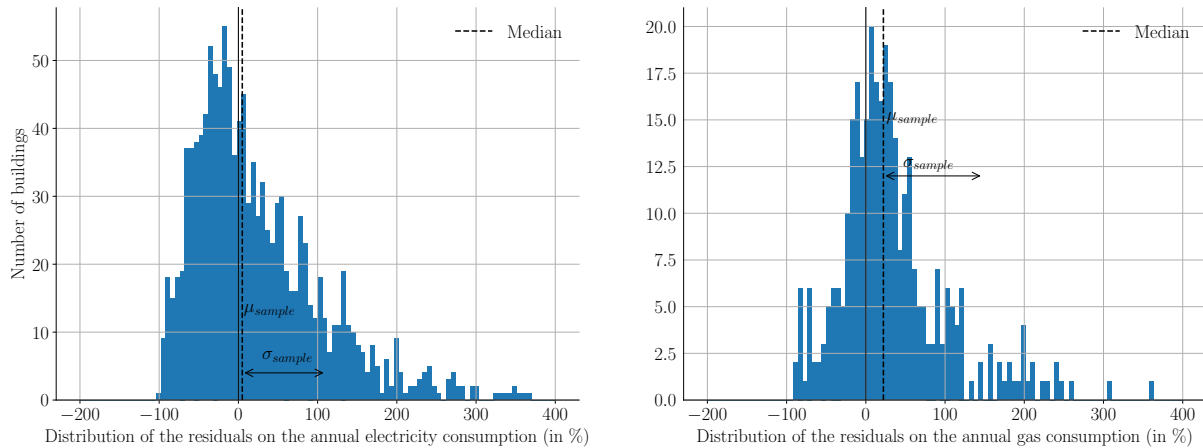 Median
50
40
30
20
10
0
Number of buildings
μsample
σsample
−200 −100 0 100 200 300 400
Distribution of the residuals on the annual electricity consumption (in %)
Median
20.0
17.5
15.0
12.5
10.0
7.5
5.0
2.5
0.0
μsample
σsample
−200 −100 0 100 200 300 400
Distribution of the residuals on the annual gas consumption (in %)